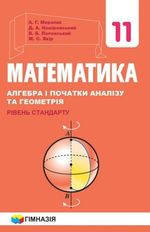 А. Г. Мерзляк
Д. А. Номіровський
В. Б. Полонський
М. С. Якір
11
МАТЕМАТИКА
АЛГЕБРА І ПОЧАТКИ АНАЛІЗУ
ТА ГЕОМЕТРІЯ
РІВЕНЬ СТАНДАРТУ
ГІМНАЗІЯ